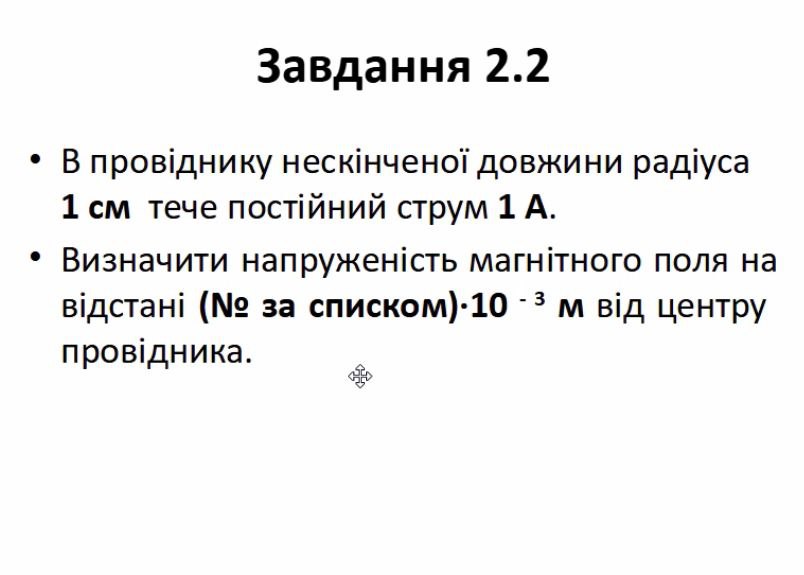 Завдання 2.2
• В провіднику нескінченої довжини радіуса
1 см тече постійний струм 1 А.
• Визначити напруженість магнітного поля на
відстані (№ за списком)·10 - ³ м від центру
провідника.